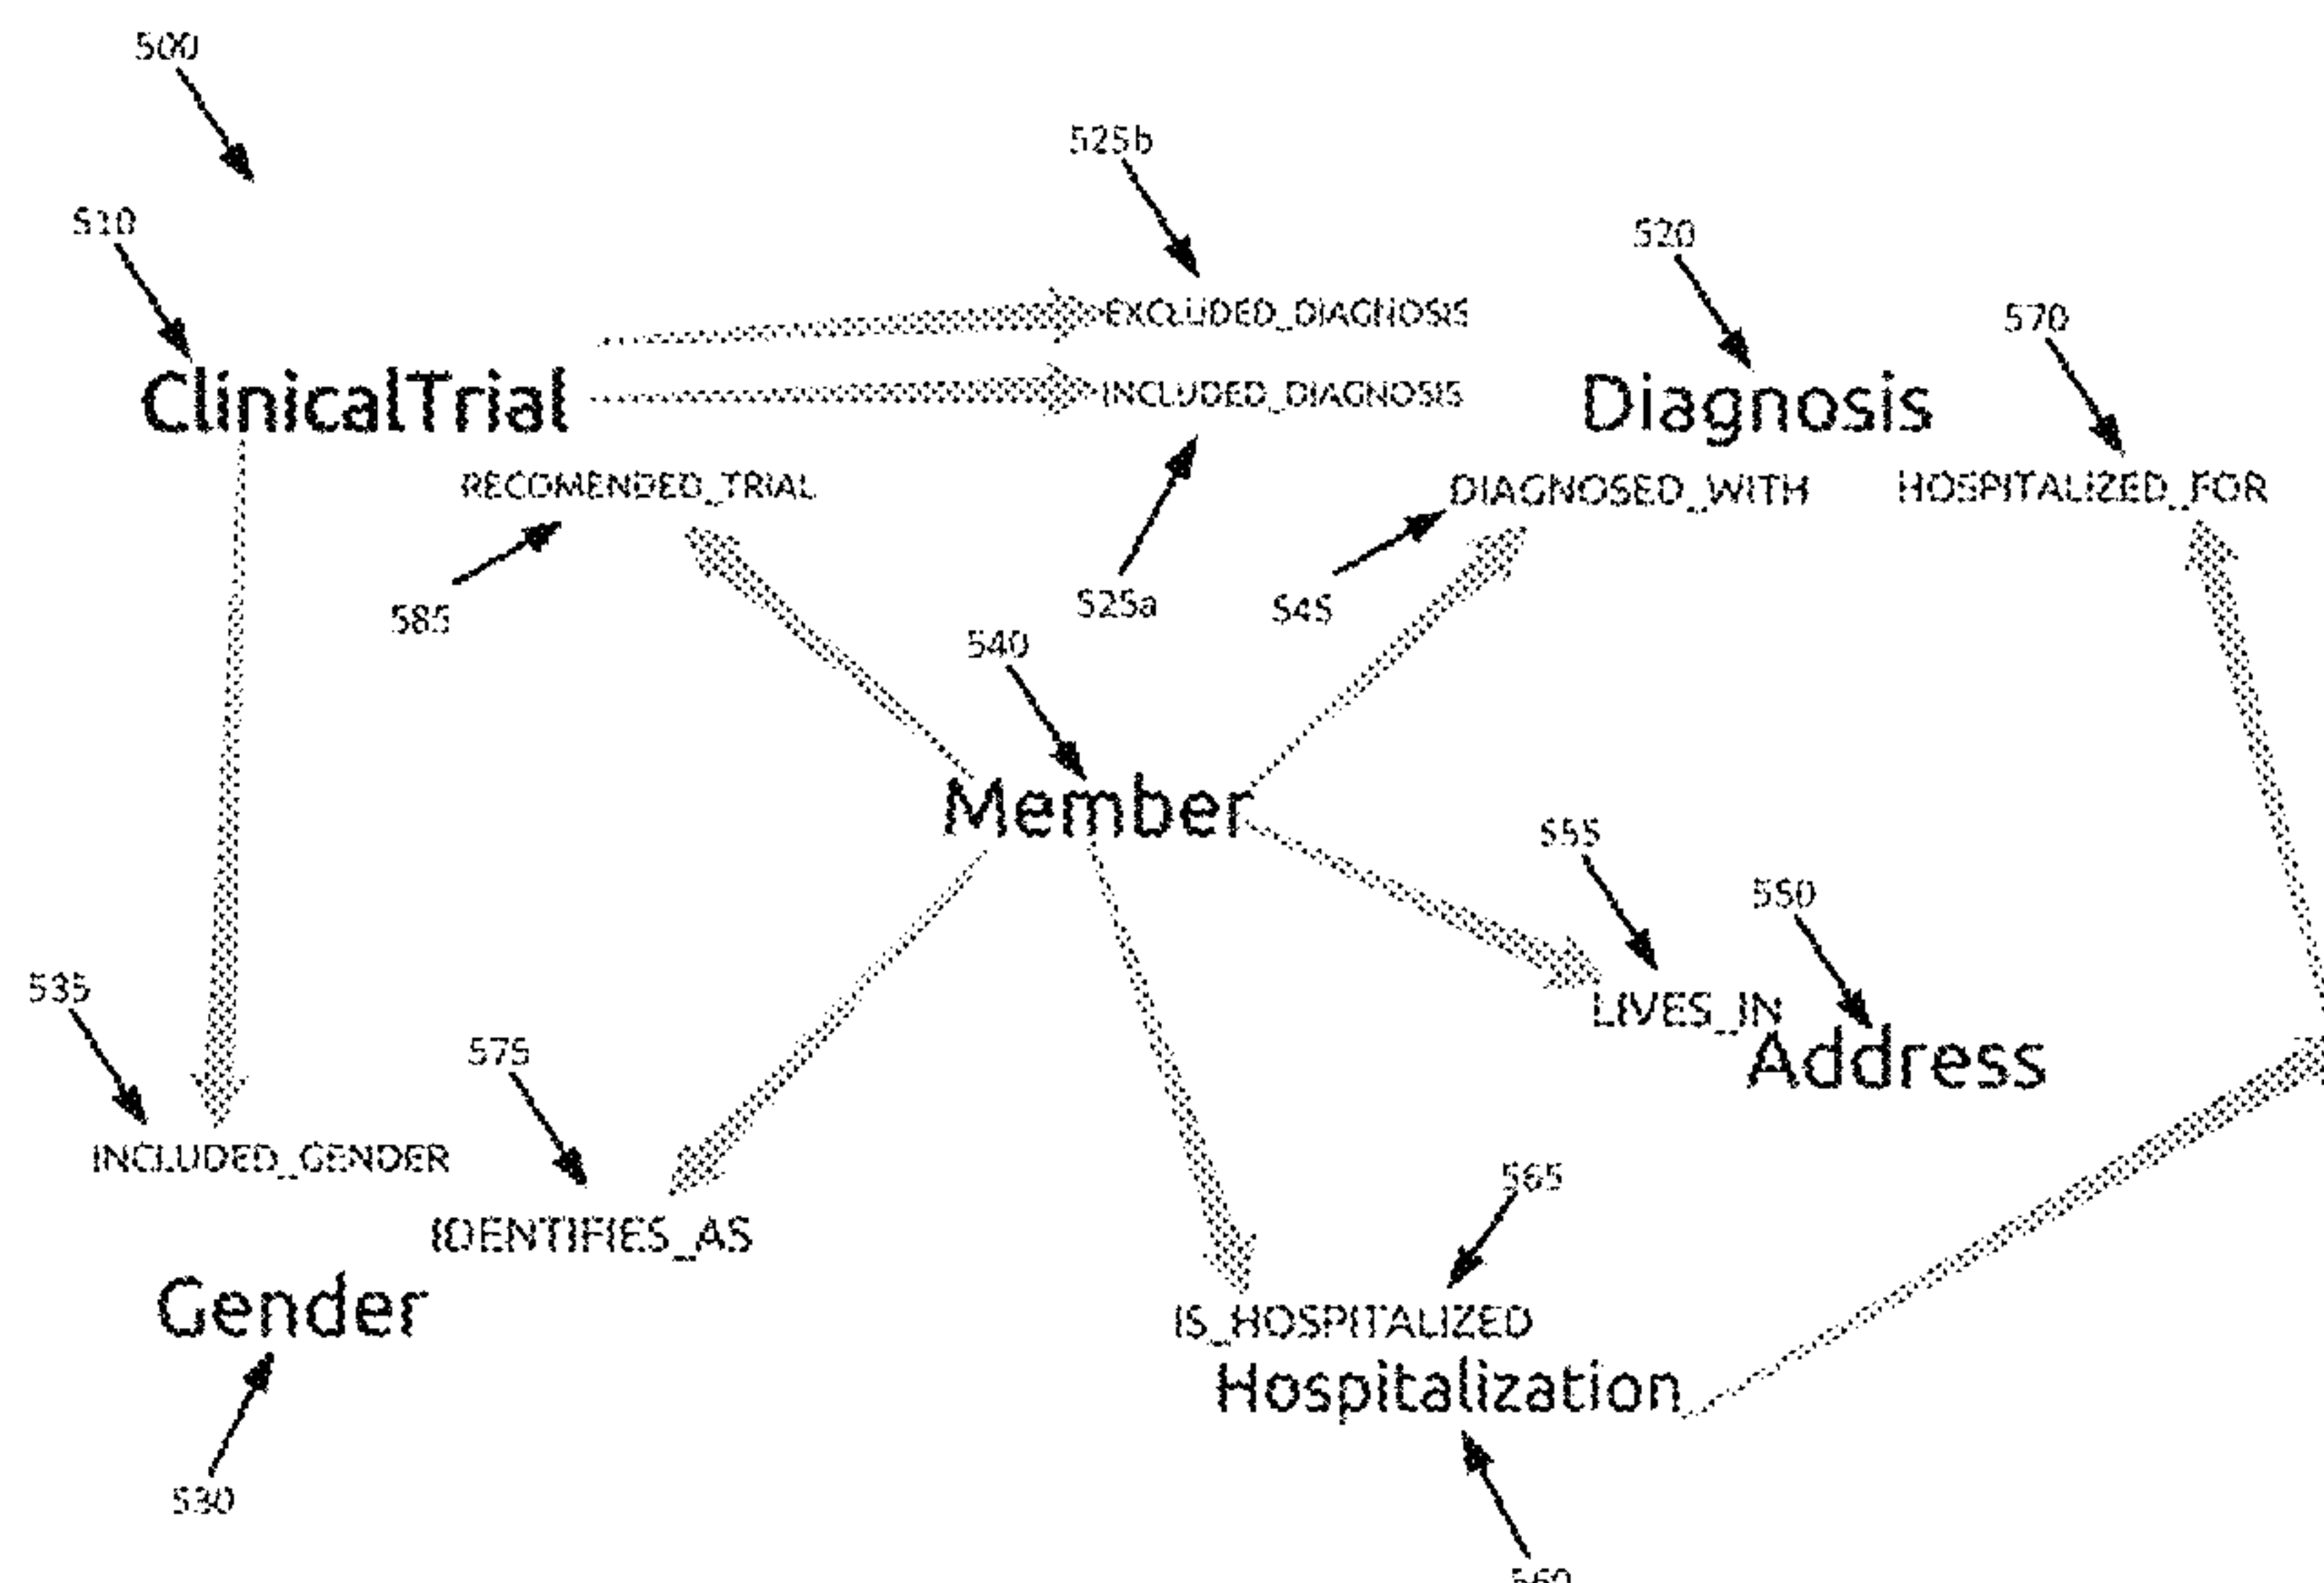 500
525b
510
520
570
EXCLUDED_DIAGNOSIS
ClinicalTrial
INCLUDED_DIAGNOSIS
Diagnosis
RECOMENDED_TRIAL
DIAGNOSED_WITH
HOSPITALIZED_FOR
585
525a
545
540
Member
555
550
535
LIVES_IN
575
Address
INCLUDED_GENDER
565
IDENTIFIES_AS
Gender
IS_HOSPITALIZED
Hospitalization
530
560